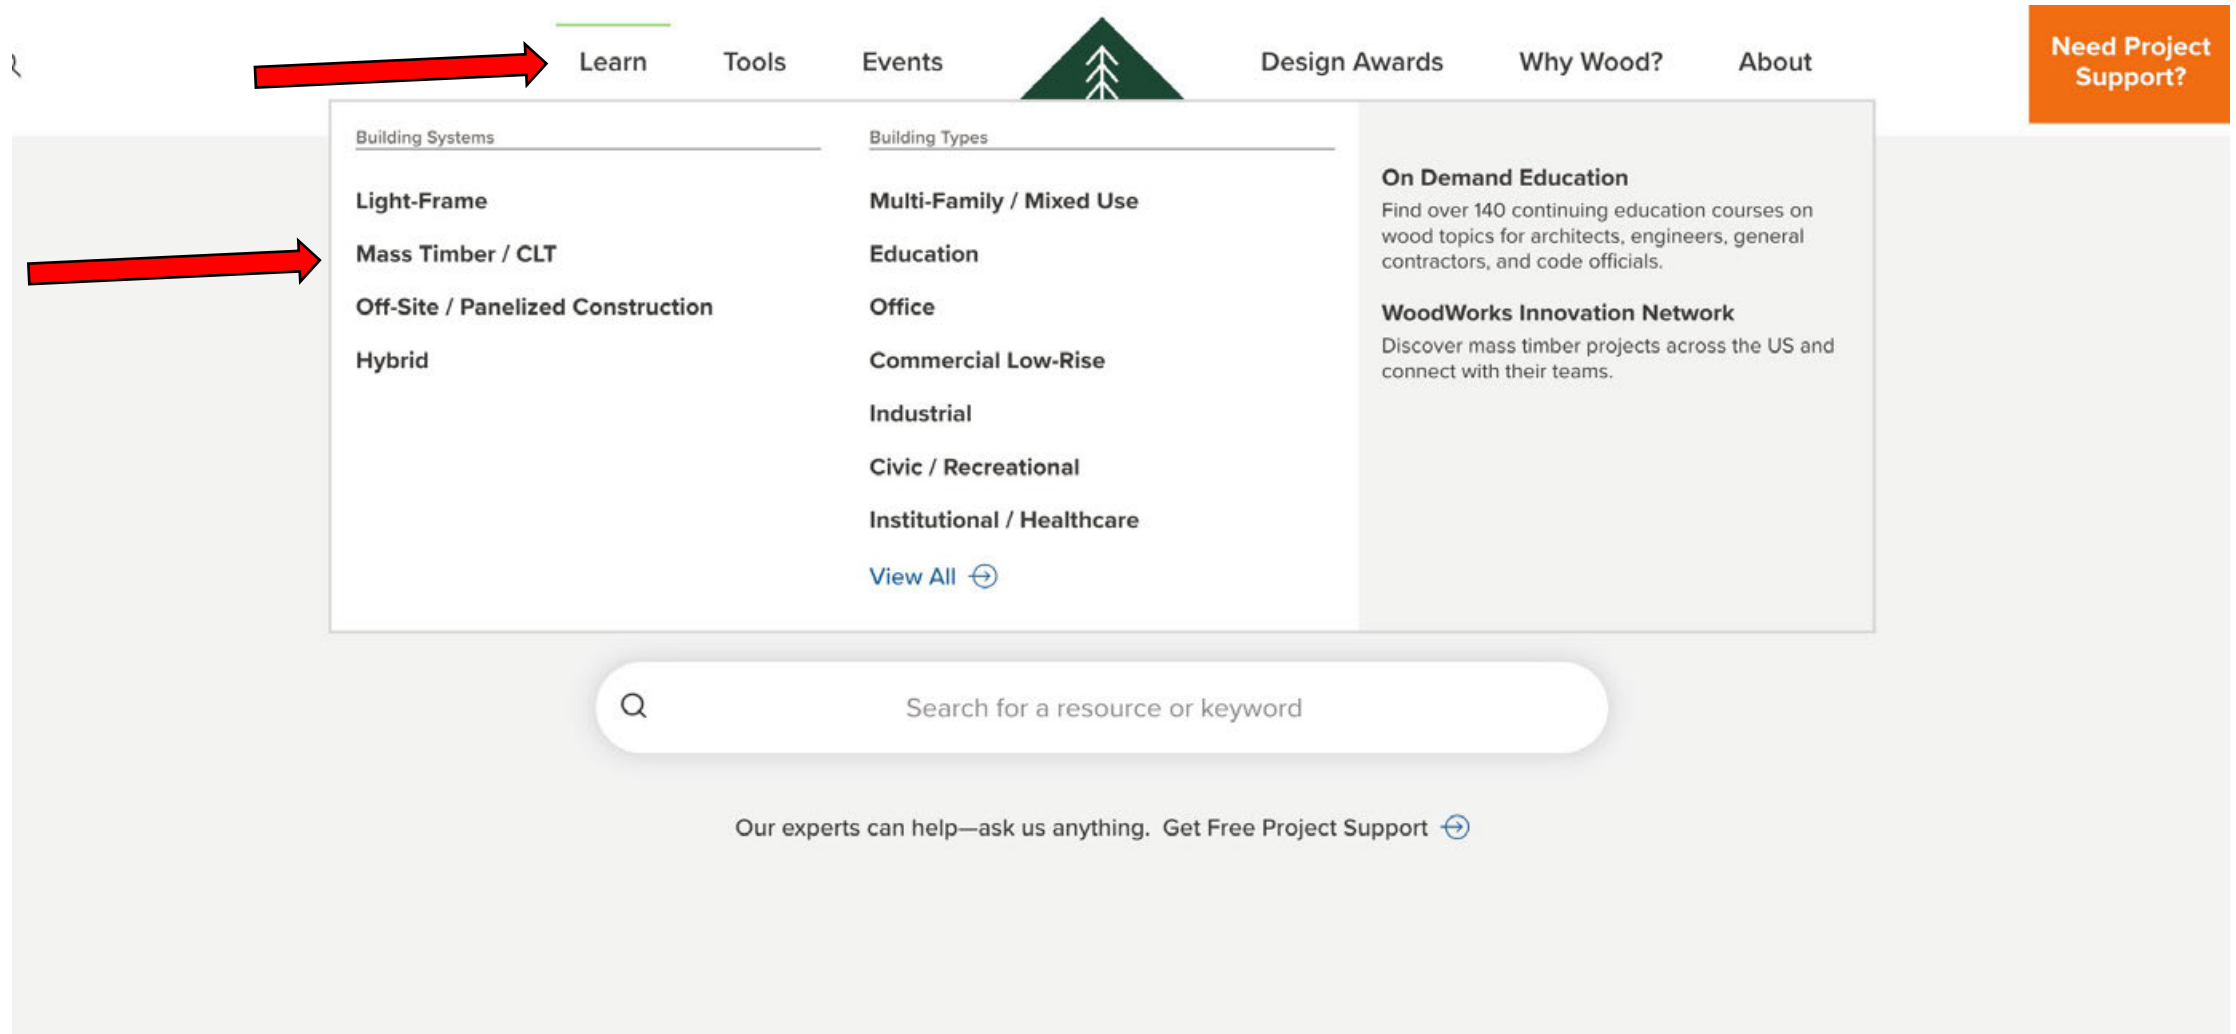 Learn
Tools
Events
Design Awards
Why Wood?
About
Need Project
Support?
Building Systems
Light-Frame
Mass Timber / CLT
Off-Site / Panelized Construction
Hybrid
Building Types
Multi-Family / Mixed Use
Education
Office
Commercial Low-Rise
Industrial
Civic / Recreational
Institutional / Healthcare
View All
On Demand Education
Find over 140 continuing education courses on
wood topics for architects, engineers, general
contractors, and code officials.
WoodWorks Innovation Network
Discover mass timber projects across the US and
connect with their teams.
Search for a resource or keyword
Our experts can help—ask us anything. Get Free Project Support